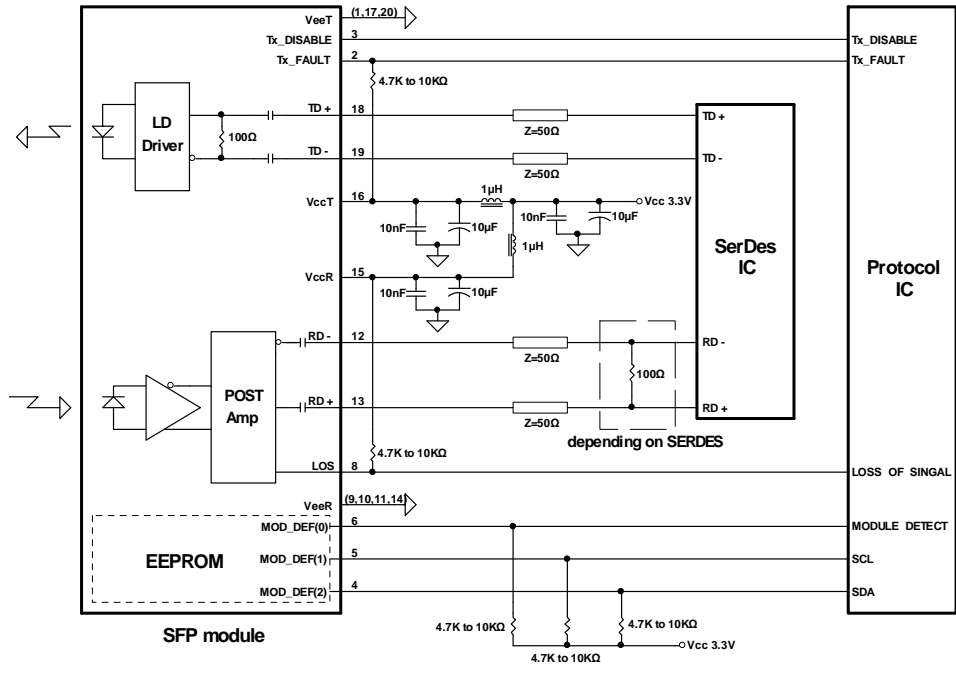 VeeT (1,17,20)
Tx_DISABLE 3 Tx_DISABLE
Tx_FAULT 2 Tx_FAULT
4.7K to 10KΩ
LD
Driver
100Ω
TD + 18 Z=50Ω TD +
TD - 19 Z=50Ω TD -
VccT 16 1µH Vcc 3.3V
10nF 10µF 10nF 10µF
1µH
SerDes
IC
Protocol
IC
VccR 15
10nF 10µF
POST
Amp
RD - 12 Z=50Ω RD -
100Ω
RD + 13 Z=50Ω RD +
depending on SERDES
4.7K to 10KΩ
LOS 8 LOSS OF SINGAL
VeeR (9,10,11,14)
EEPROM
MOD_DEF(0) 6 MODULE DETECT
MOD_DEF(1) 5 SCL
MOD_DEF(2) 4 SDA
SFP module
4.7K to 10KΩ
4.7K to 10KΩ
4.7K to 10KΩ
Vcc 3.3V